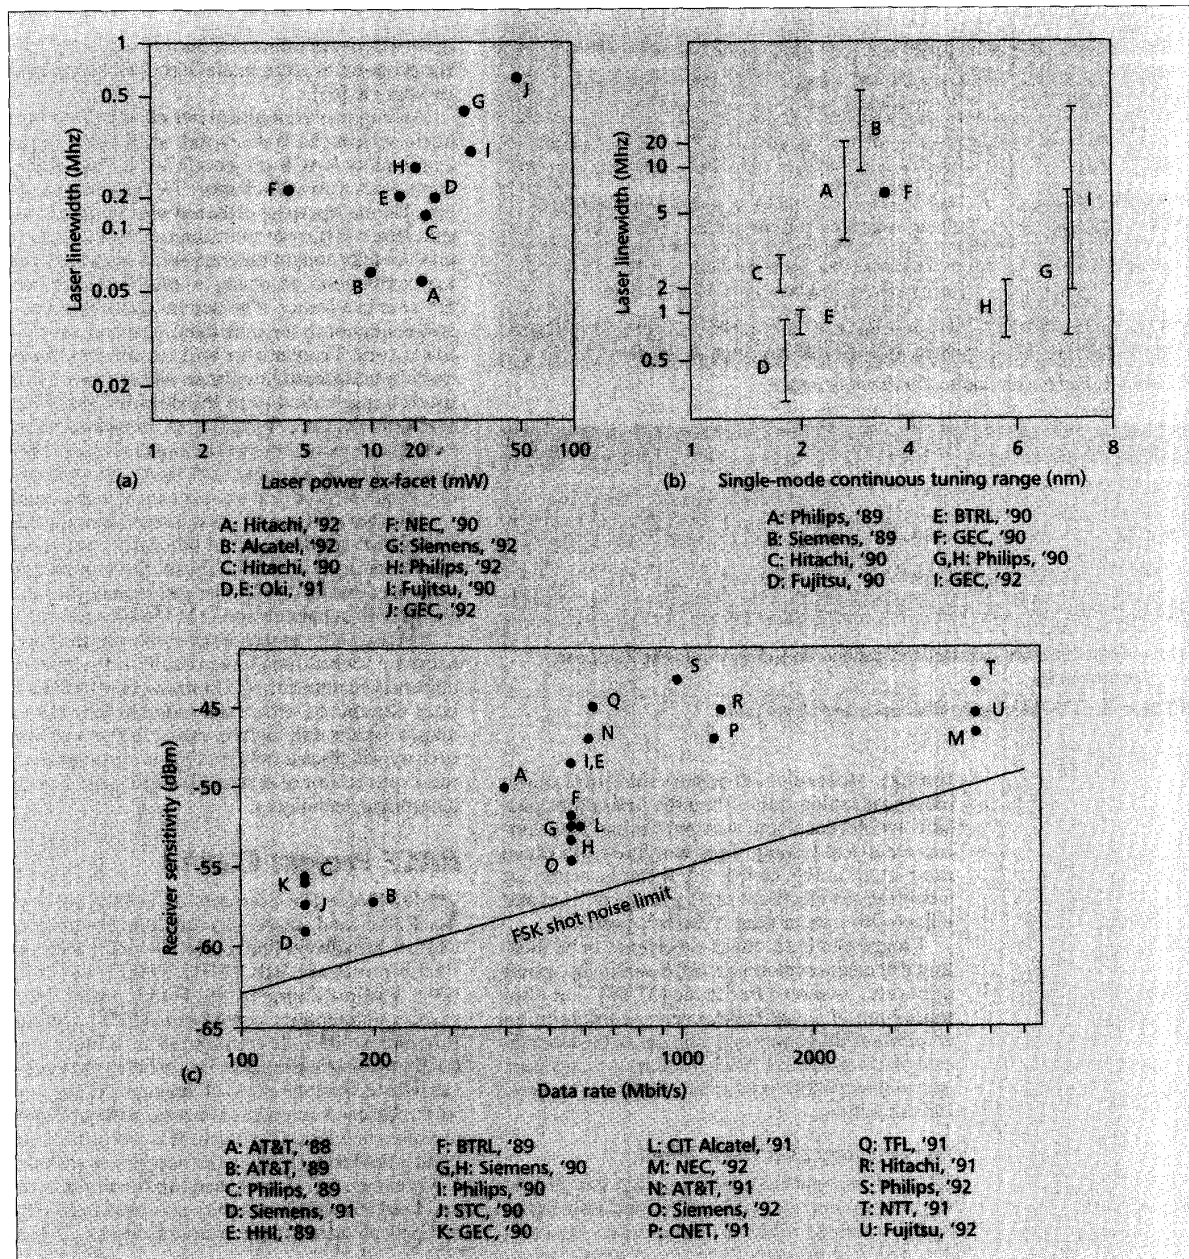 1
0.5
0.2
0.1
0.05
0.02
Laser linewidth (Mhz)
J
G
I
H
F
E
D
C
B
A
1 2 5 10 20 50 100
(a) Laser power ex-facet (mW)
A: Hitachi, '92 F: NEC, '90
B: Alcatel, '92 G: Siemens, '92
C: Hitachi, '90 H: Philips, '92
D,E: Oki, '91 I: Fujitsu, '90
J: GEC, '92
20
10
5
2
1
0.5
Laser linewidth (Mhz)
B
A
F
I
C
G
H
E
D
1 2 4 6 8
(b) Single-mode continuous tuning range (nm)
A: Philips, '89 E: BTRL, '90
B: Siemens, '89 F: GEC, '90
C: Hitachi, '90 G,H: Philips, '90
D: Fujitsu, '90 I: GEC, '92
-45
-50
-55
-60
-65
Receiver sensitivity (dBm)
S
T
Q
R
U
N
P
M
I,E
A
F
G
L
H
O
C
K
B
J
D
FSK shot noise limit
100 200 1000 2000
(c)
Data rate (Mbit/s)
A: AT&T, '88 F: BTRL, '89 L: CIT Alcatel, '91 Q: TFL, '91
B: AT&T, '89 G,H: Siemens, '90 M: NEC, '92 R: Hitachi, '91
C: Philips, '89 I: Philips, '90 N: AT&T, '91 S: Philips, '92
D: Siemens, '91 J: STC, '90 O: Siemens, '92 T: NTT, '91
E: HHI, '89 K: GEC, '90 P: CNET, '91 U: Fujitsu, '92